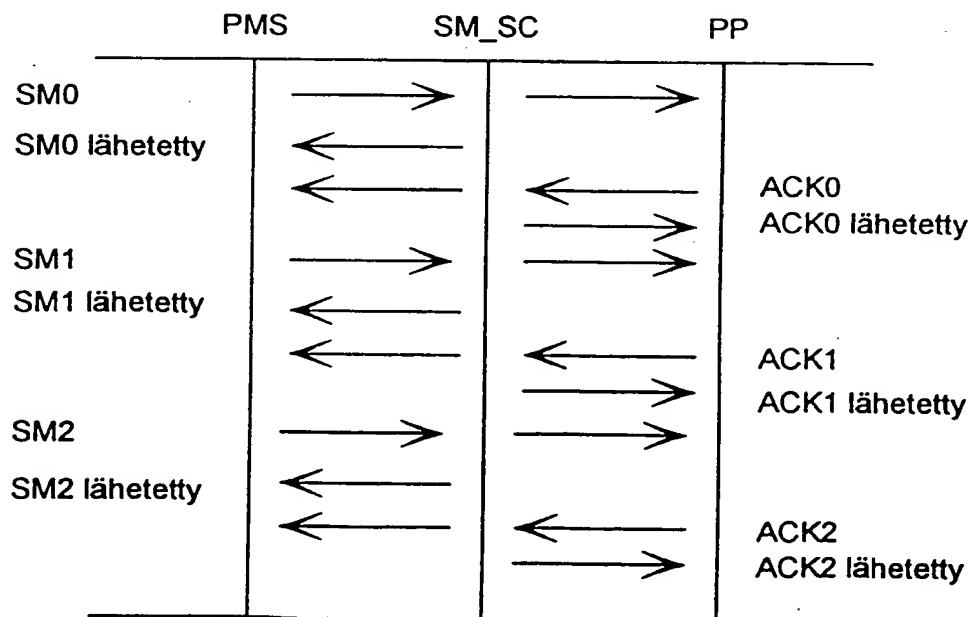 PMS SM_SC PP
SM0
SM0 lähetetty
ACK0
ACK0 lähetetty
SM1
SM1 lähetetty
ACK1
ACK1 lähetetty
SM2
SM2 lähetetty
ACK2
ACK2 lähetetty